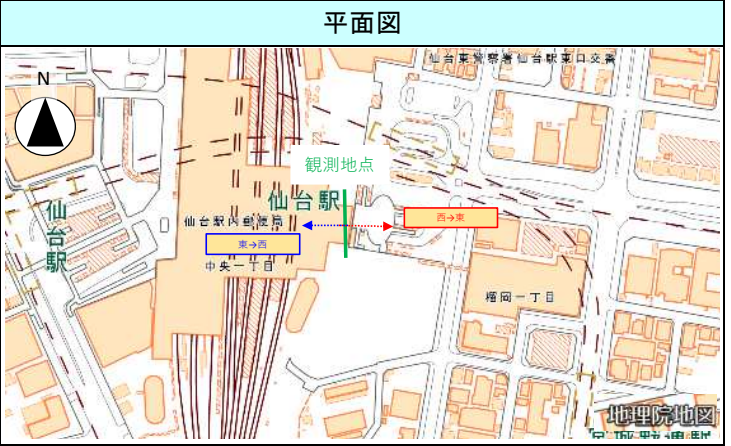 平面図
仙台東警察署仙台駅東口交番
N
観測地点
仙台駅
仙台駅内郵便局
西→東
東→西
仙台駅
中央一丁目
榴岡一丁目
地理院地図